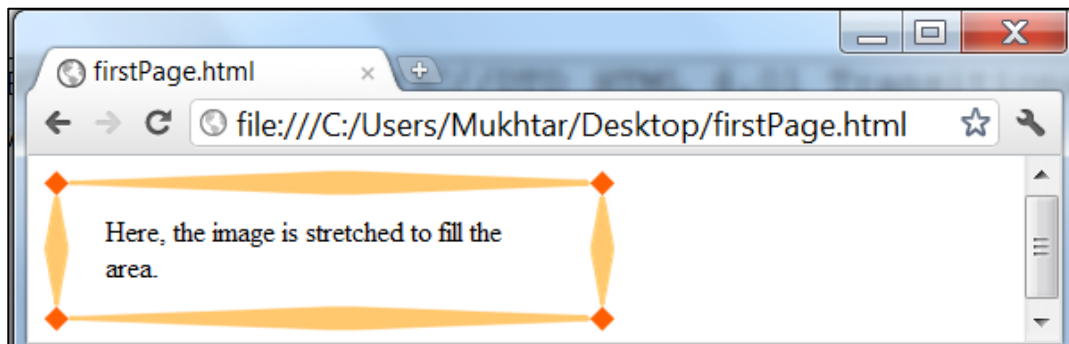 firstPage.html
file:///C:/Users/Mukhtar/Desktop/firstPage.html
Here, the image is stretched to fill the
area.